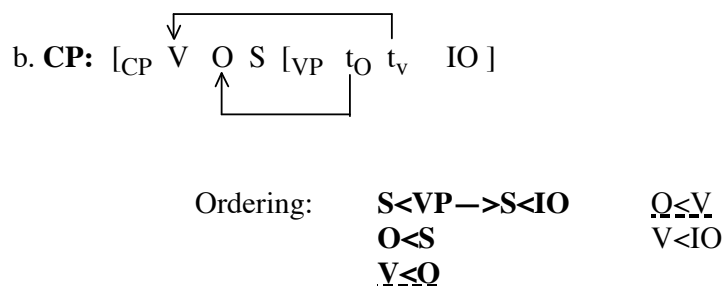 b. CP: [CP V O S [VP tO tv IO ]
Ordering: S<VP—>S<IO O<V
O<S V<IO
V<O